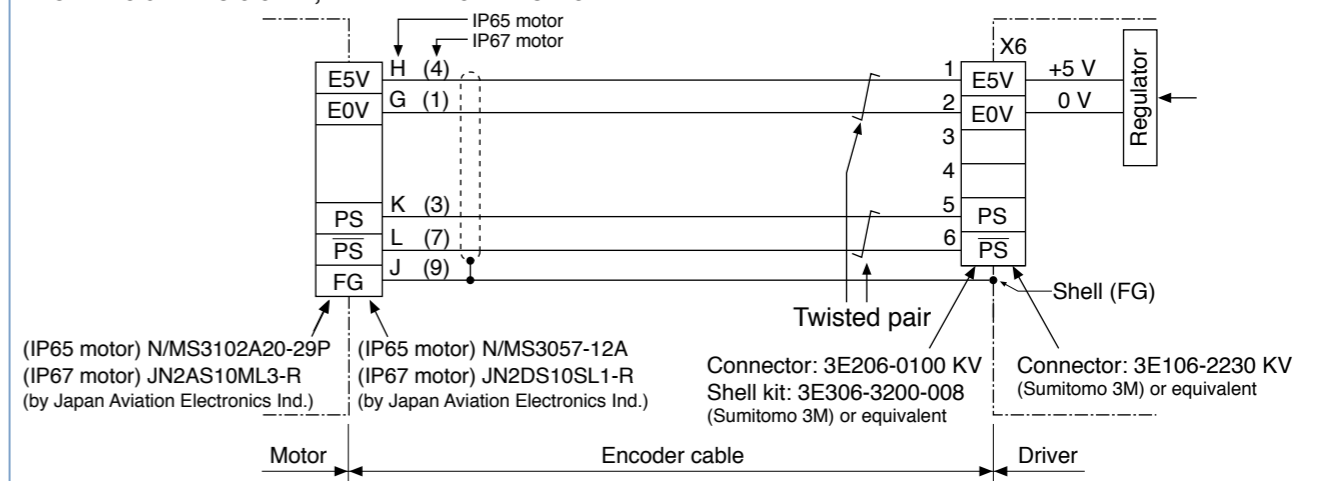 IP65 motor
IP67 motor
X6
H (4)
1
E5V
E5V
+5 V
G (1)
2
E0V
E0V
0 V
Regulator
3
4
K (3)
5
PS
PS
L (7)
6
PS
PS
J (9)
FG
Shell (FG)
Twisted pair
(IP65 motor) N/MS3102A20-29P
(IP67 motor) JN2AS10ML3-R
(by Japan Aviation Electronics Ind.)
(IP65 motor) N/MS3057-12A
(IP67 motor) JN2DS10SL1-R
(by Japan Aviation Electronics Ind.)
Connector: 3E206-0100 KV
Shell kit: 3E306-3200-008
(Sumitomo 3M) or equivalent
Connector: 3E106-2230 KV
(Sumitomo 3M) or equivalent
Motor
Encoder cable
Driver